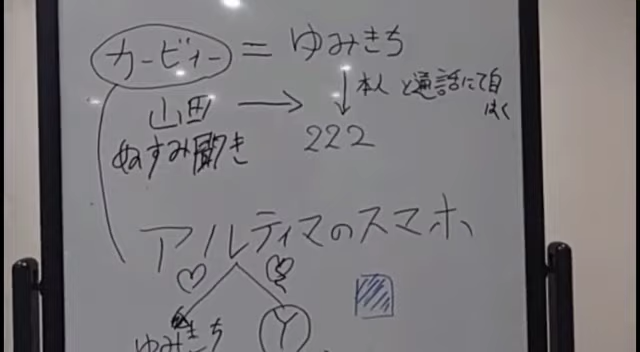 カービィー = ゆみきち
本人と通話にて自はく
山田 → 222
ぬすみ聞き
アルティマのスマホ
ゆみきち Y